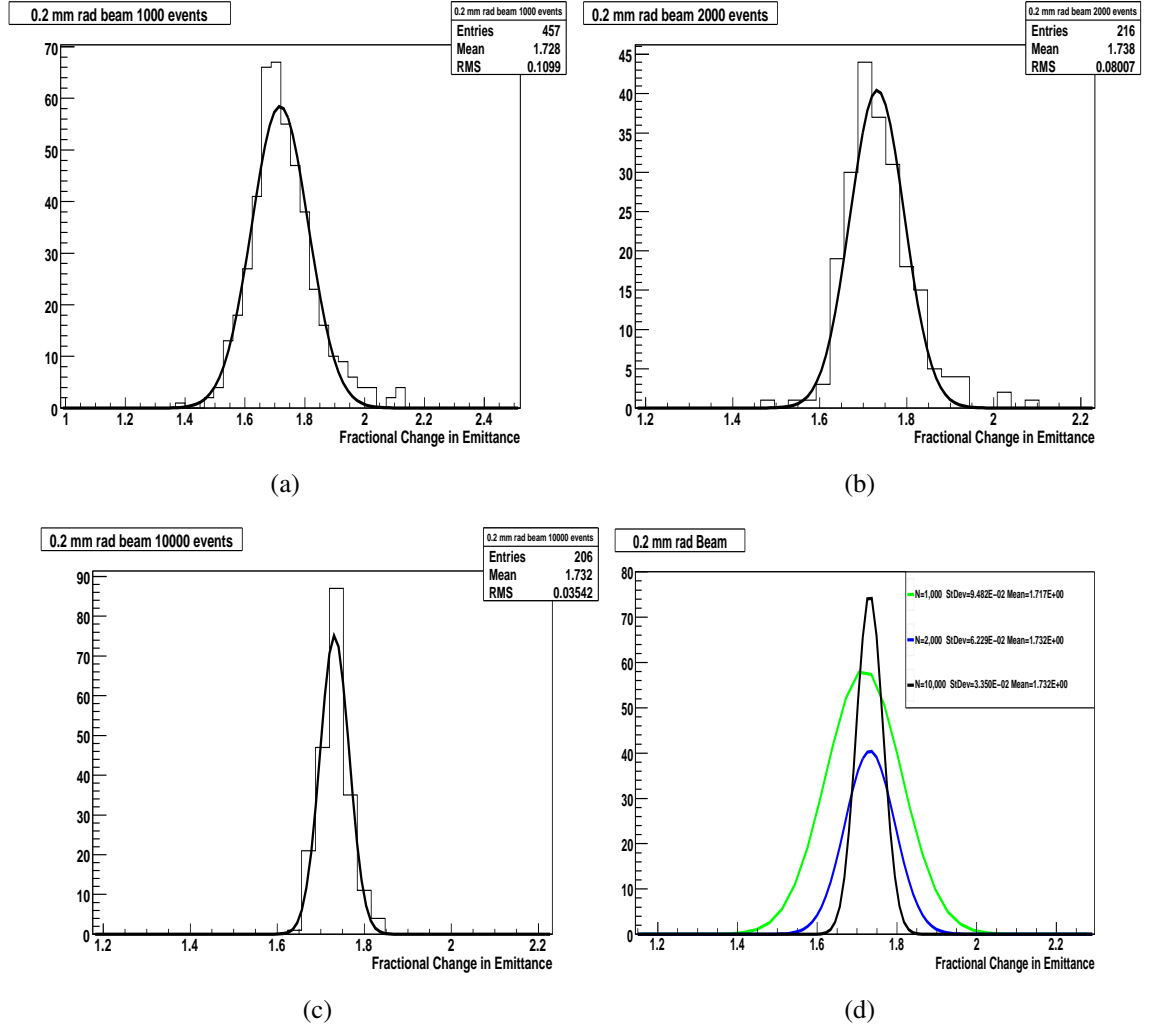 0.2 mm rad beam 1000 events
0.2 mm rad beam 1000 events
Entries 457
Mean 1.728
RMS 0.1099
70
60
50
40
30
20
10
0
1 1.2 1.4 1.6 1.8 2 2.2 2.4
Fractional Change in Emittance
(a)
0.2 mm rad beam 2000 events
0.2 mm rad beam 2000 events
Entries 216
Mean 1.738
RMS 0.08007
45
40
35
30
25
20
15
10
5
0
1.2 1.4 1.6 1.8 2 2.2
Fractional Change in Emittance
(b)
0.2 mm rad beam 10000 events
0.2 mm rad beam 10000 events
Entries 206
Mean 1.732
RMS 0.03542
90
80
70
60
50
40
30
20
10
0
1.2 1.4 1.6 1.8 2 2.2
Fractional Change in Emittance
(c)
0.2 mm rad Beam
N=1,000 StDev=9.482E−02 Mean=1.717E+00
N=2,000 StDev=6.229E−02 Mean=1.732E+00
N=10,000 StDev=3.350E−02 Mean=1.732E+00
80
70
60
50
40
30
20
10
0
1.2 1.4 1.6 1.8 2 2.2
Fractional Change in Emittance
(d)